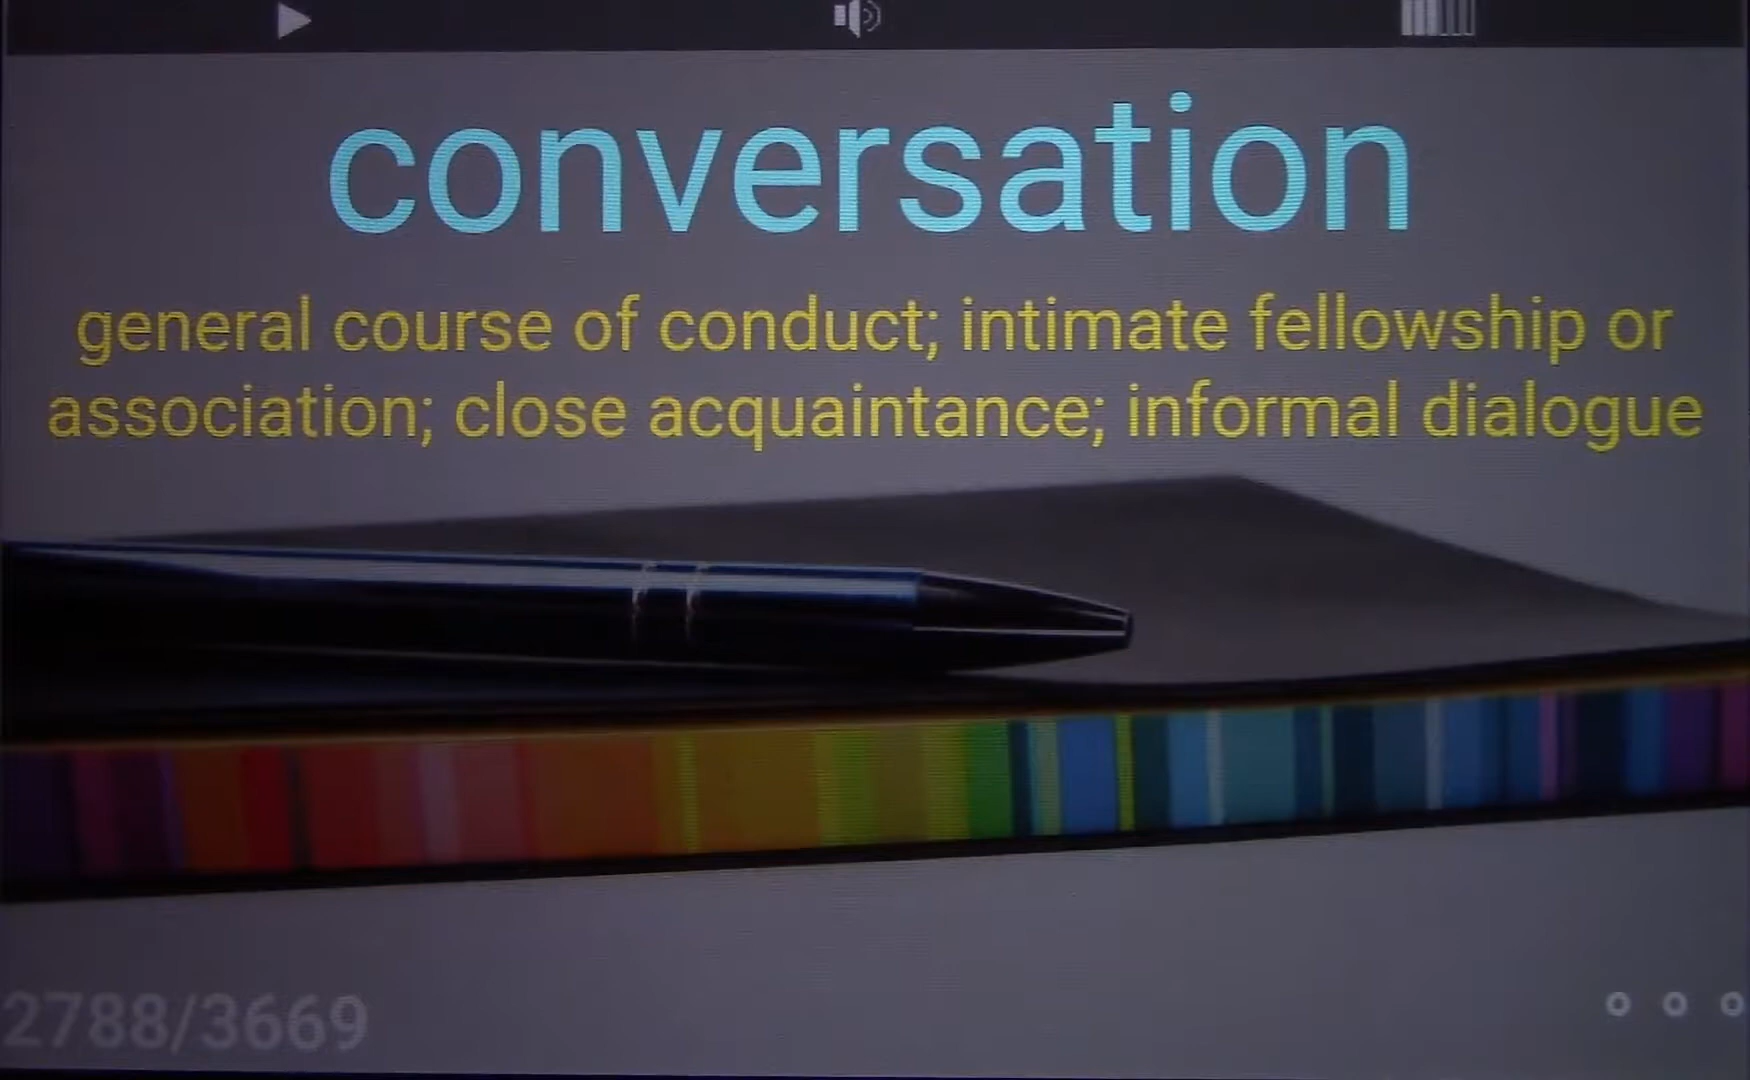 conversation
general course of conduct; intimate fellowship or
association; close acquaintance; informal dialogue
2788/3669